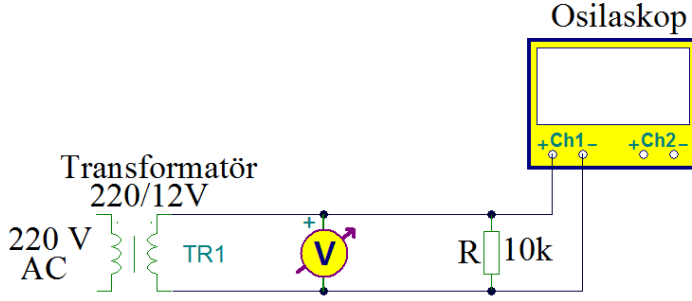 Osilaskop
+Ch1- +Ch2-
Transformatör
220/12V
220 V
AC
TR1
+
V
R 10k